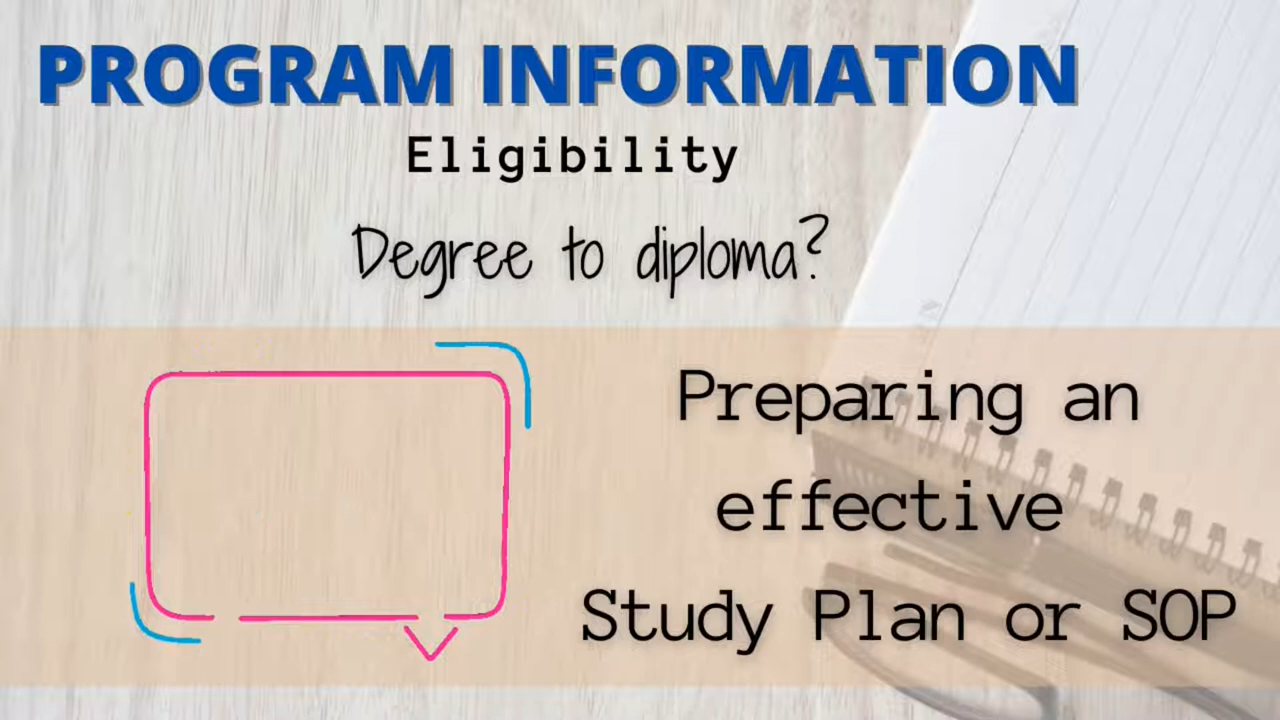 PROGRAM INFORMATION
Eligibility
Degree to diploma?
Preparing an
effective
Study Plan or SOP